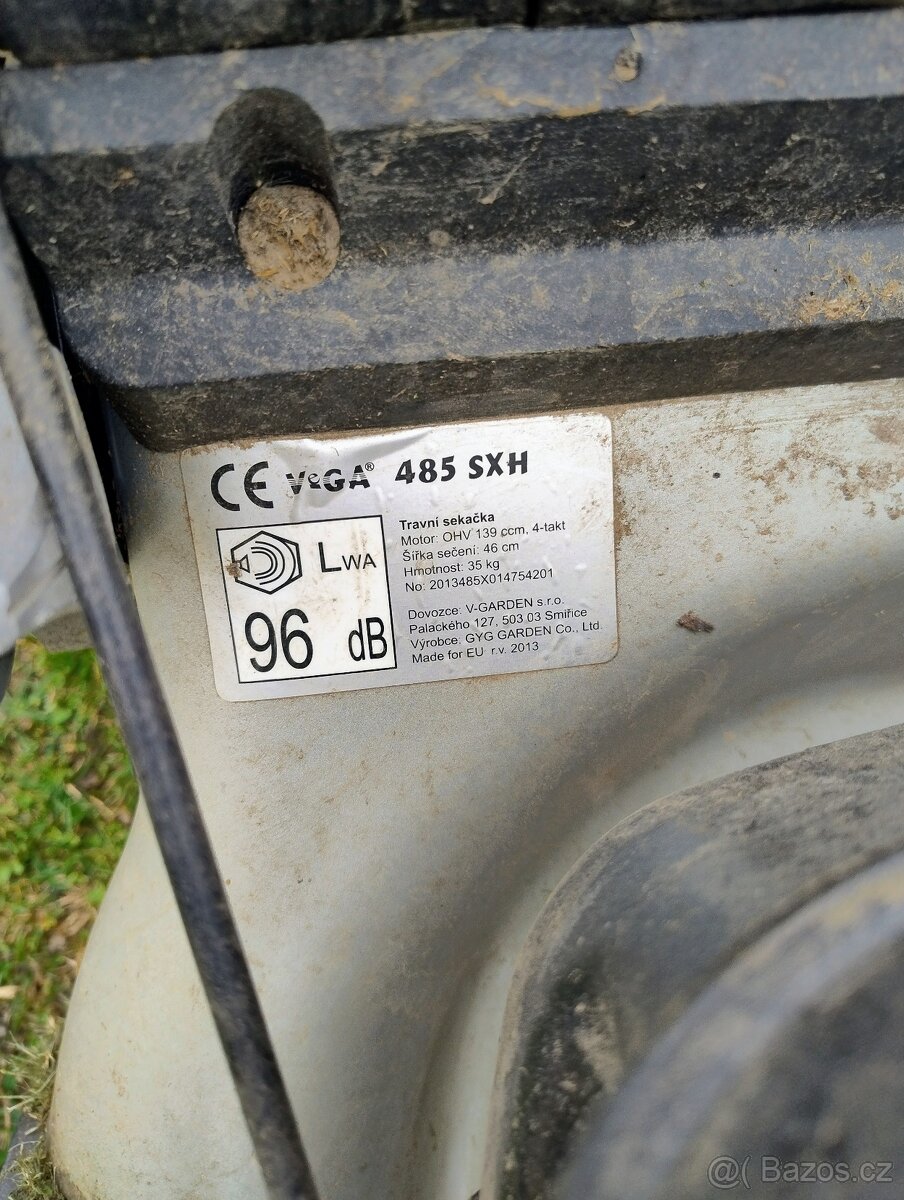 CE VeGA® 485 SXH
LWA
96 dB
Travní sekačka
Motor: OHV 139 ccm, 4-takt
Šířka sečení: 46 cm
Hmotnost: 35 kg
No: 2013485X014754201
Dovozce: V-GARDEN s.r.o.
Palackého 127, 503 03 Smiřice
Výrobce: GYG GARDEN Co., Ltd.
Made for EU r.v. 2013
@( Bazos.cz